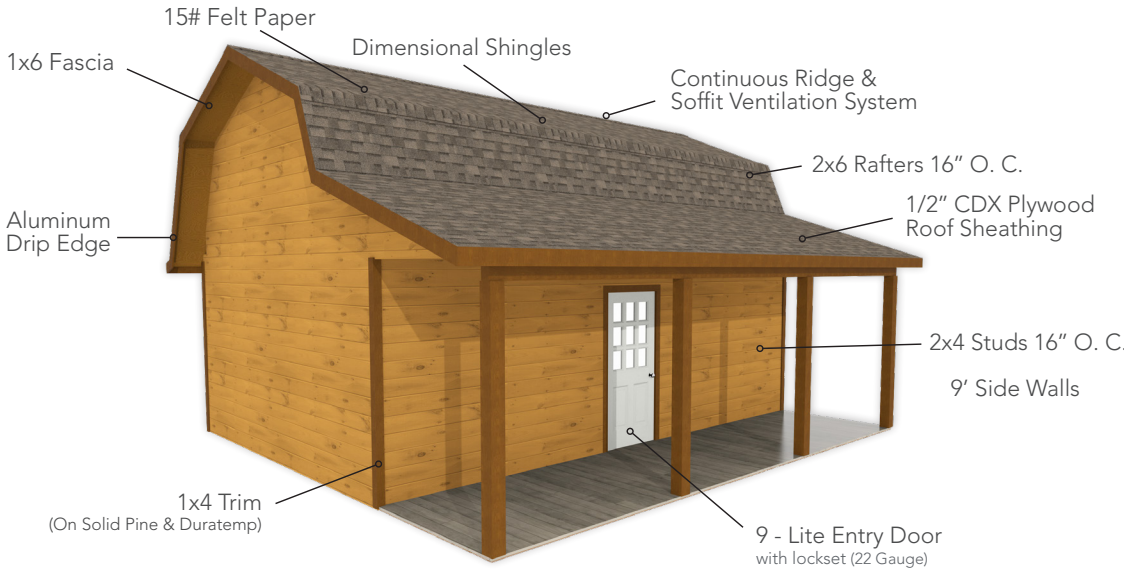 15# Felt Paper
1x6 Fascia
Dimensional Shingles
Continuous Ridge &
Soffit Ventilation System
2x6 Rafters 16” O. C.
1/2” CDX Plywood
Roof Sheathing
Aluminum
Drip Edge
2x4 Studs 16” O. C.
9’ Side Walls
1x4 Trim
(On Solid Pine & Duratemp)
9 - Lite Entry Door
with lockset (22 Gauge)